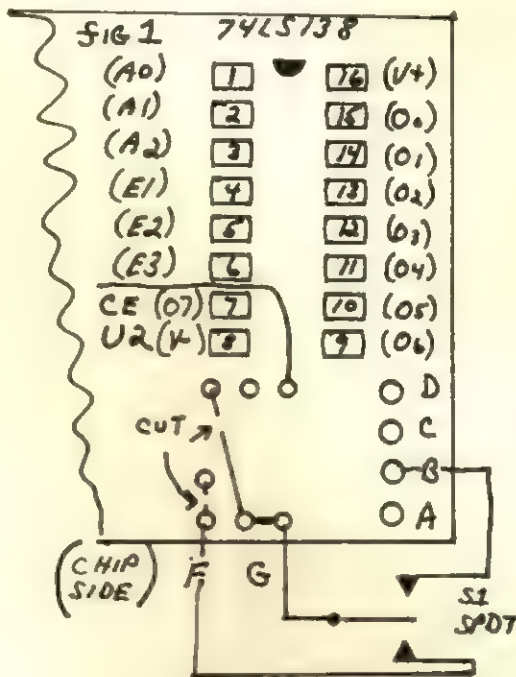 FIG 1 74LS138
(A0) 1 16 (V+)
(A1) 2 15 (O0)
(A2) 3 14 (O1)
(E1) 4 13 (O2)
(E2) 5 12 (O3)
(E3) 6 11 (O4)
CE (O7) 7 10 (O5)
U2 (V-) 8 9 (O6)
D
CUT C
B
A
(CHIP SIDE) F G
S1
SPDT